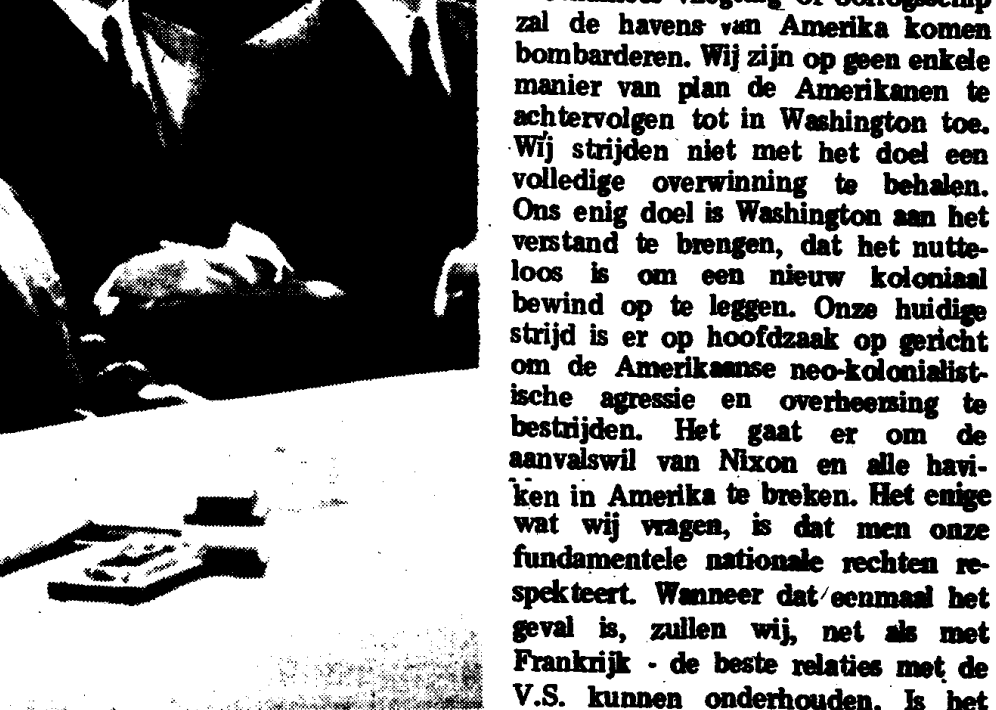 zal de havens van Amerika komen
bombarderen. Wij zijn op geen enkele
manier van plan de Amerikanen te
achtervolgen tot in Washington toe.
Wij strijden niet met het doel een
volledige overwinning te behalen.
Ons enig doel is Washington aan het
verstand te brengen, dat het nutte-
loos is om een nieuw koloniaal
bewind op te leggen. Onze huidige
strijd is er op hoofdzaak op gericht
om de Amerikaanse neo-kolonialist-
ische agressie en overheersing te
bestrijden. Het gaat er om de
aanvalswil van Nixon en alle havi-
ken in Amerika te breken. Het enige
wat wij vragen, is dat men onze
fundamentele nationale rechten re-
spekteert. Wanneer dat eenmaal het
geval is, zullen wij, net als met
Frankrijk - de beste relaties met de
V.S. kunnen onderhouden. Is het